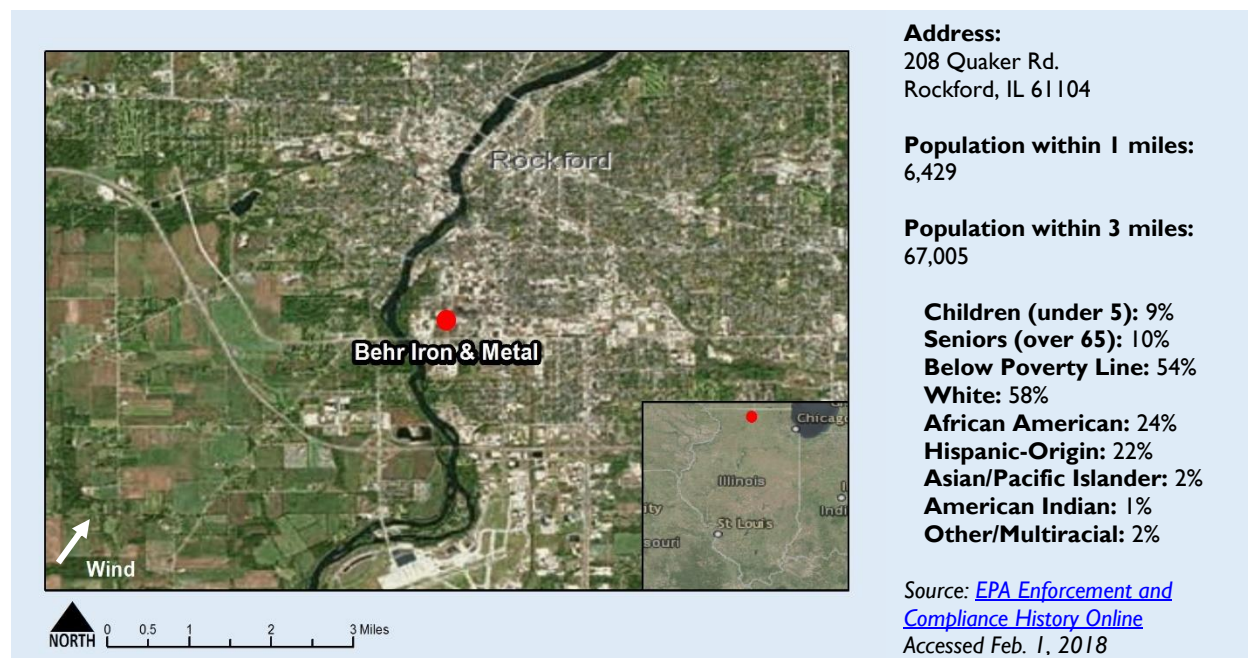 Address:
208 Quaker Rd.
Rockford, IL 61104
Population within 1 miles:
6,429
Population within 3 miles:
67,005
Children (under 5): 9%
Seniors (over 65): 10%
Below Poverty Line: 54%
White: 58%
African American: 24%
Hispanic-Origin: 22%
Asian/Pacific Islander: 2%
American Indian: 1%
Other/Multiracial: 2%
Source: EPA Enforcement and
Compliance History Online
Accessed Feb. 1, 2018
Rockford
Behr Iron & Metal
Chicago
Illinois
Indi
ity
St Louis
souri
Wind
NORTH
0 0.5 1 2 3 Miles